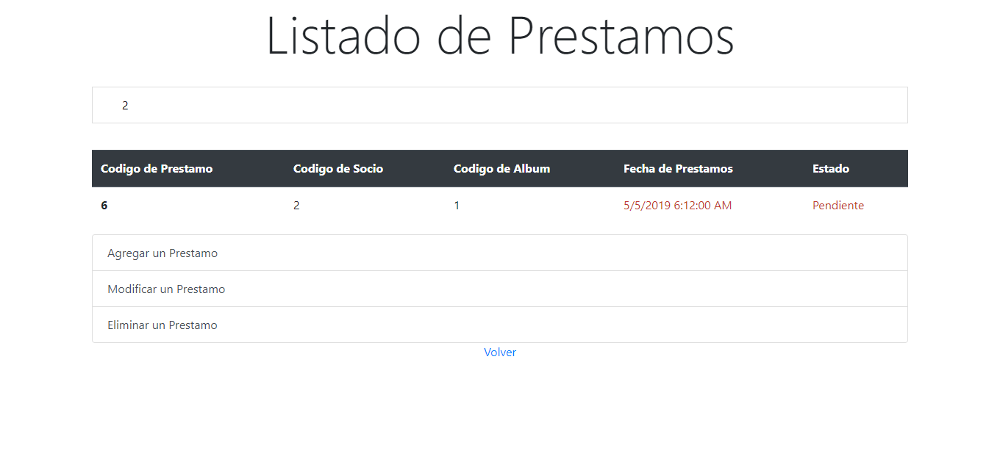 Listado de Prestamos
2
Codigo de Prestamo Codigo de Socio Codigo de Album Fecha de Prestamos Estado
6 2 1 5/5/2019 6:12:00 AM Pendiente
Agregar un Prestamo
Modificar un Prestamo
Eliminar un Prestamo
Volver